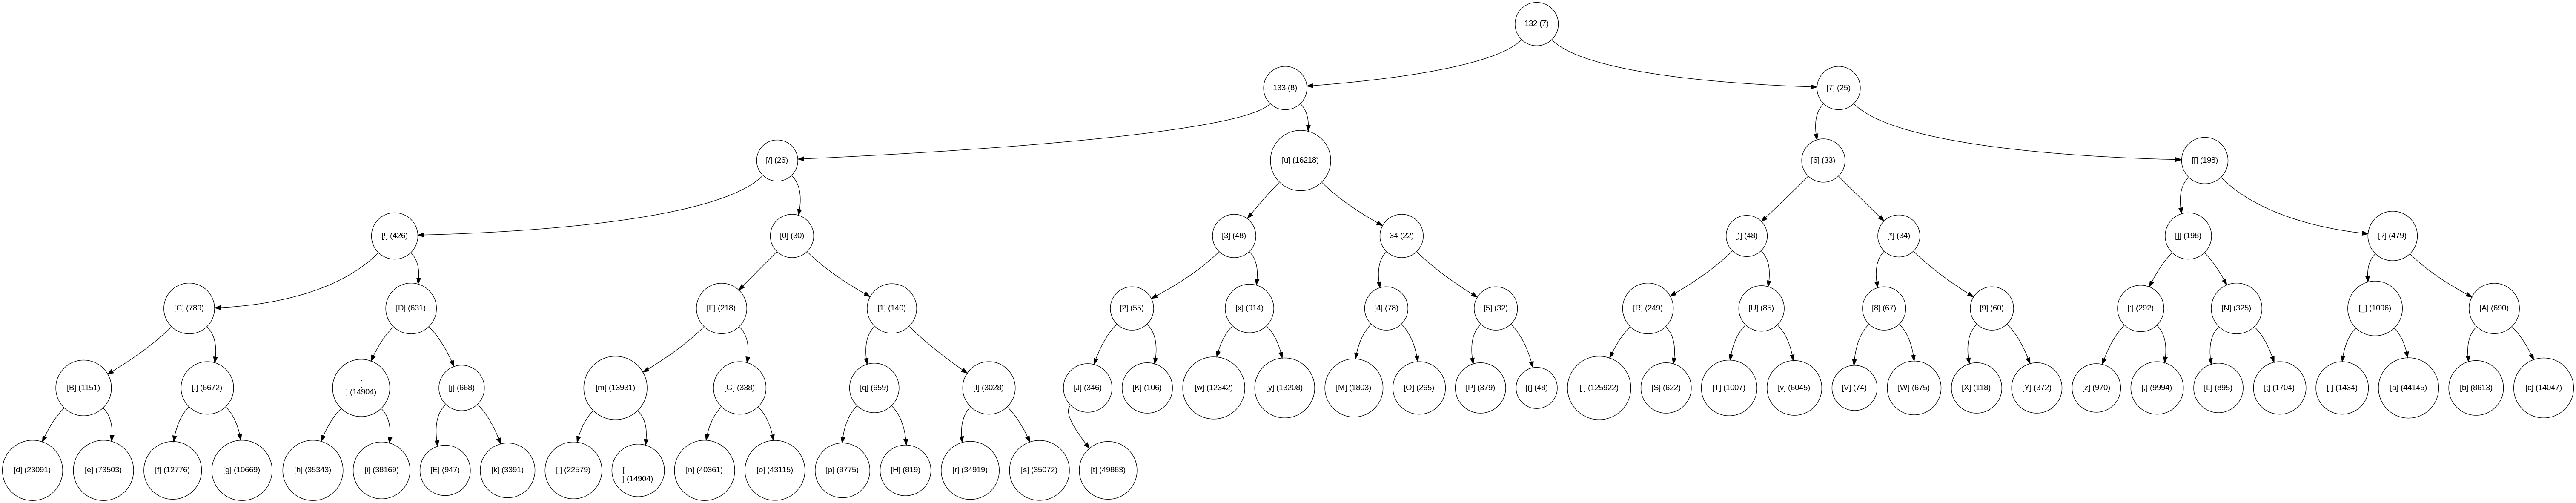 132 (7)
133 (8)
[7] (25)
[/] (26)
[u] (16218)
[6] (33)
[[] (198)
[!] (426)
[0] (30)
[3] (48)
34 (22)
[)] (48)
[*] (34)
[]] (198)
[?] (479)
[C] (789)
[D] (631)
[F] (218)
[1] (140)
[2] (55)
[x] (914)
[4] (78)
[5] (32)
[R] (249)
[U] (85)
[8] (67)
[9] (60)
[:] (292)
[N] (325)
[_] (1096)
[A] (690)
[B] (1151)
[.] (6672)
[
] (14904)
[j] (668)
[m] (13931)
[G] (338)
[q] (659)
[I] (3028)
[J] (346)
[K] (106)
[w] (12342)
[y] (13208)
[M] (1803)
[O] (265)
[P] (379)
[(] (48)
[ ] (125922)
[S] (622)
[T] (1007)
[v] (6045)
[V] (74)
[W] (675)
[X] (118)
[Y] (372)
[z] (970)
[,] (9994)
[L] (895)
[;] (1704)
[-] (1434)
[a] (44145)
[b] (8613)
[c] (14047)
[d] (23091)
[e] (73503)
[f] (12776)
[g] (10669)
[h] (35343)
[i] (38169)
[E] (947)
[k] (3391)
[l] (22579)
[
] (14904)
[n] (40361)
[o] (43115)
[p] (8775)
[H] (819)
[r] (34919)
[s] (35072)
[t] (49883)